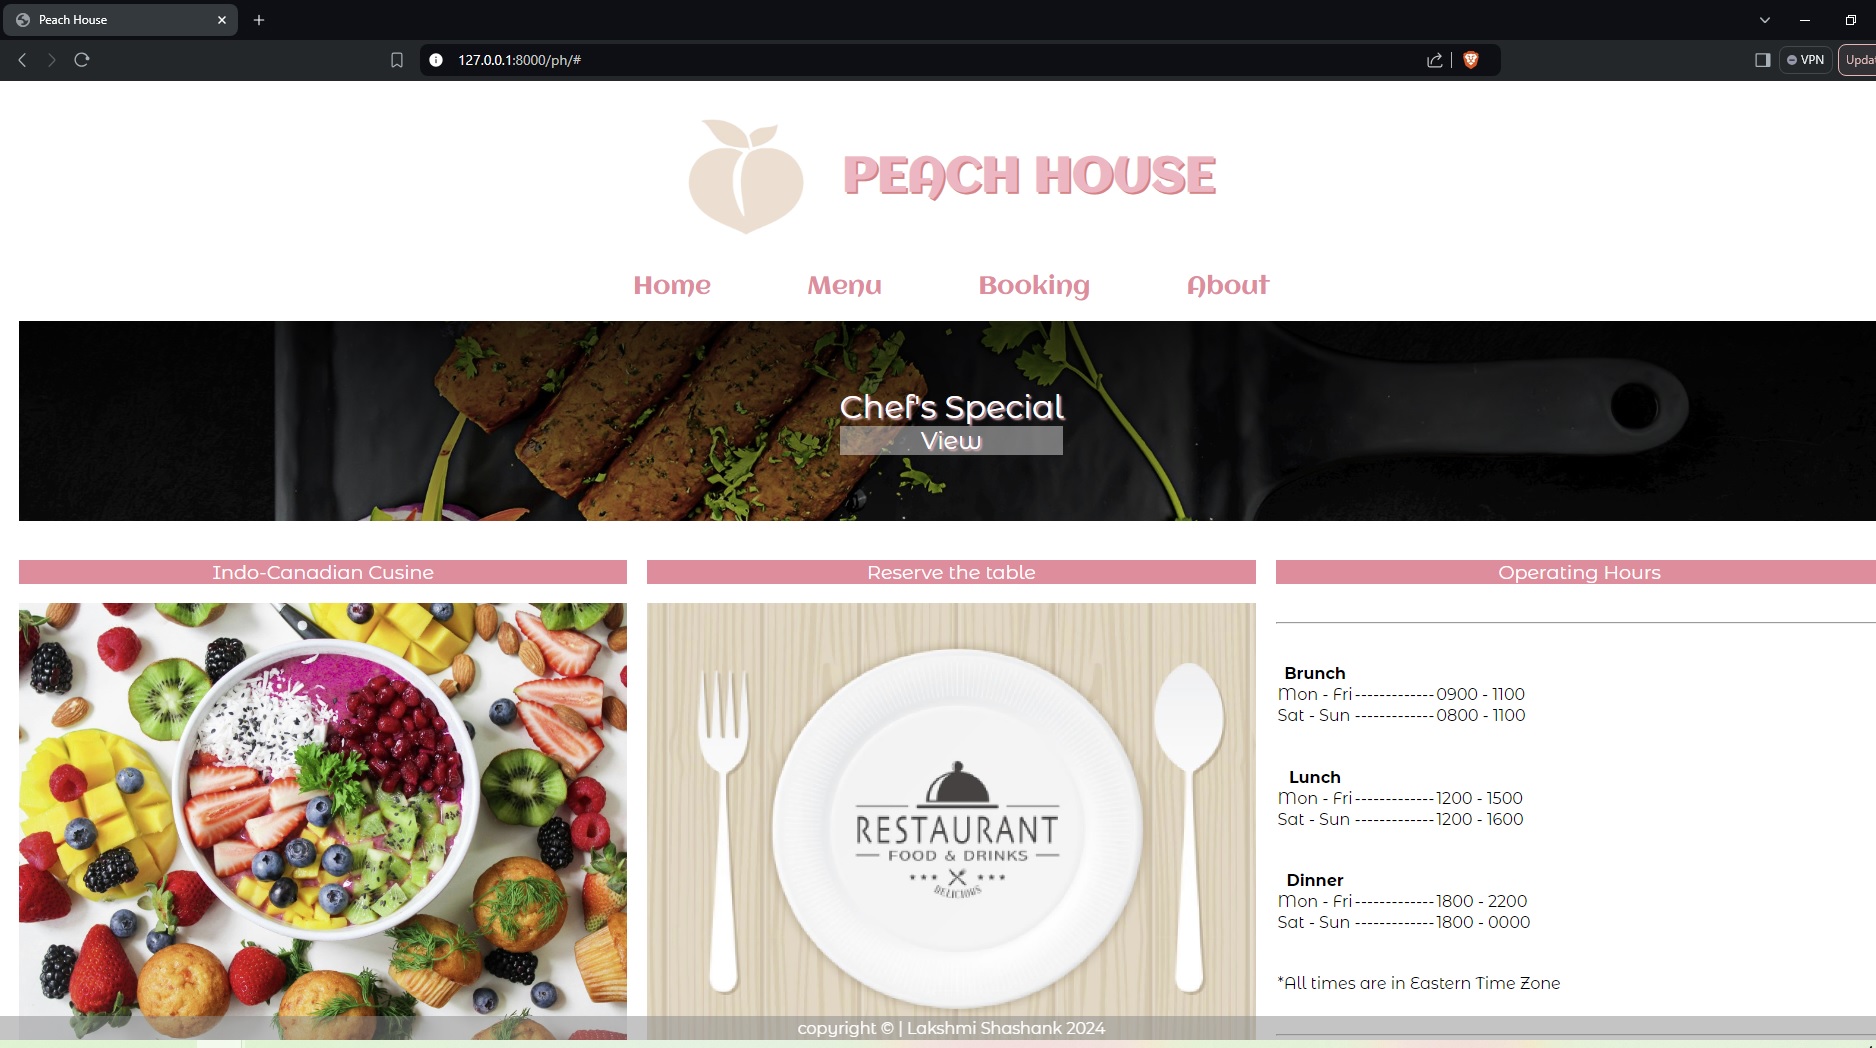 Peach House
127.0.0.1:8000/ph/#
VPN
Updat
PEACH HOUSE
Home Menu Booking About
Chef's Special
View
Indo-Canadian Cusine
Reserve the table
RESTAURANT
FOOD & DRINKS
DELICIOUS
Operating Hours
Brunch
Mon - Fri-------------0900 - 1100
Sat - Sun -------------0800 - 1100
Lunch
Mon - Fri-------------1200 - 1500
Sat - Sun -------------1200 - 1600
Dinner
Mon - Fri-------------1800 - 2200
Sat - Sun -------------1800 - 0000
*All times are in Eastern Time Zone
copyright © | Lakshmi Shashank 2024